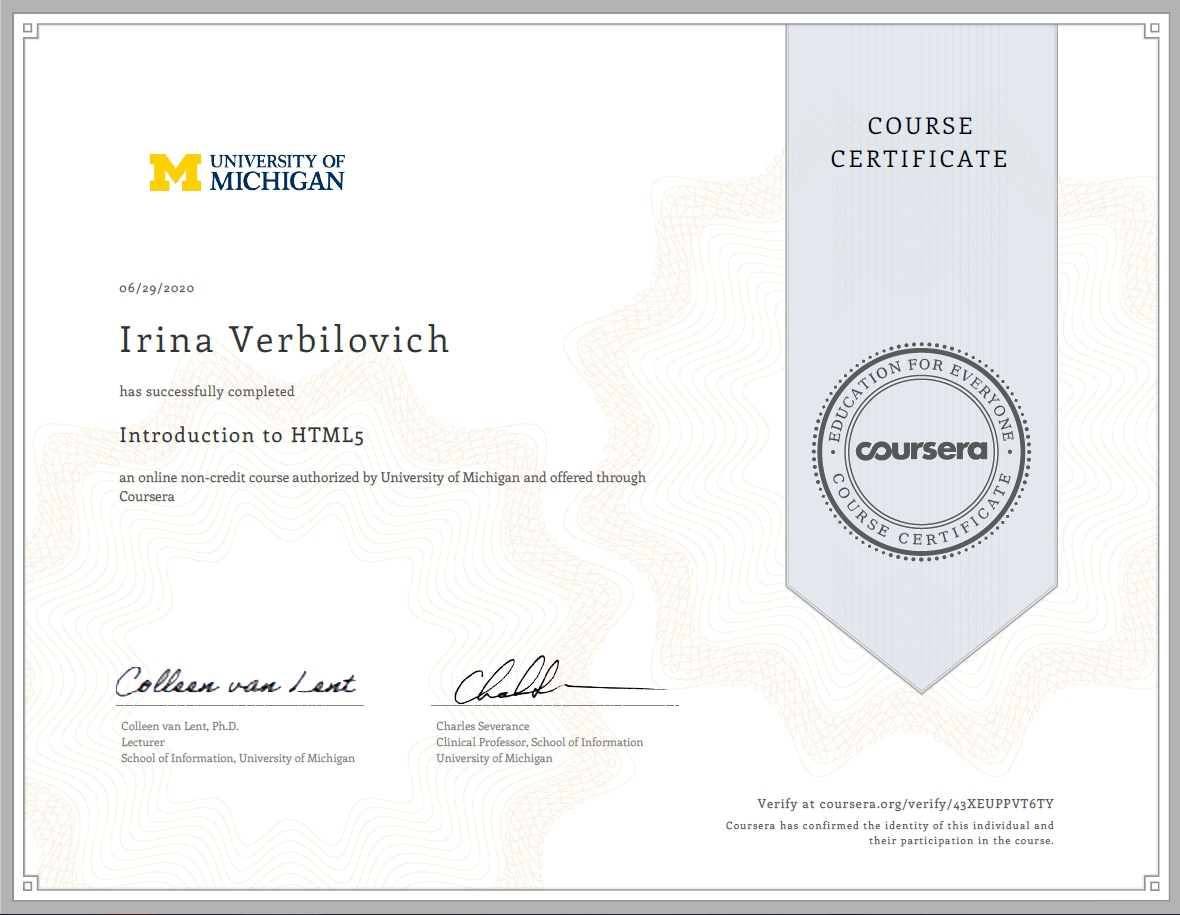 COURSE
CERTIFICATE
UNIVERSITY OF
MICHIGAN
06/29/2020
Irina Verbilovich
has successfully completed
Introduction to HTML5
an online non-credit course authorized by University of Michigan and offered through
Coursera
EDUCATION FOR EVERYONE
coursera
COURSE CERTIFICATE
Colleen van Lent
Colleen van Lent, Ph.D.
Lecturer
School of Information, University of Michigan
Charles Severance
Clinical Professor, School of Information
University of Michigan
Verify at coursera.org/verify/43XEUPPVT6TY
Coursera has confirmed the identity of this individual and
their participation in the course.